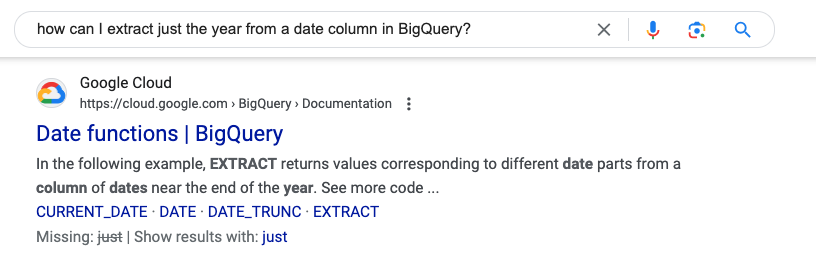 how can I extract just the year from a date column in BigQuery?
Google Cloud
https://cloud.google.com › BigQuery › Documentation
Date functions | BigQuery
In the following example, EXTRACT returns values corresponding to different date parts from a
column of dates near the end of the year. See more code ...
CURRENT_DATE · DATE · DATE_TRUNC · EXTRACT
Missing: just | Show results with: just